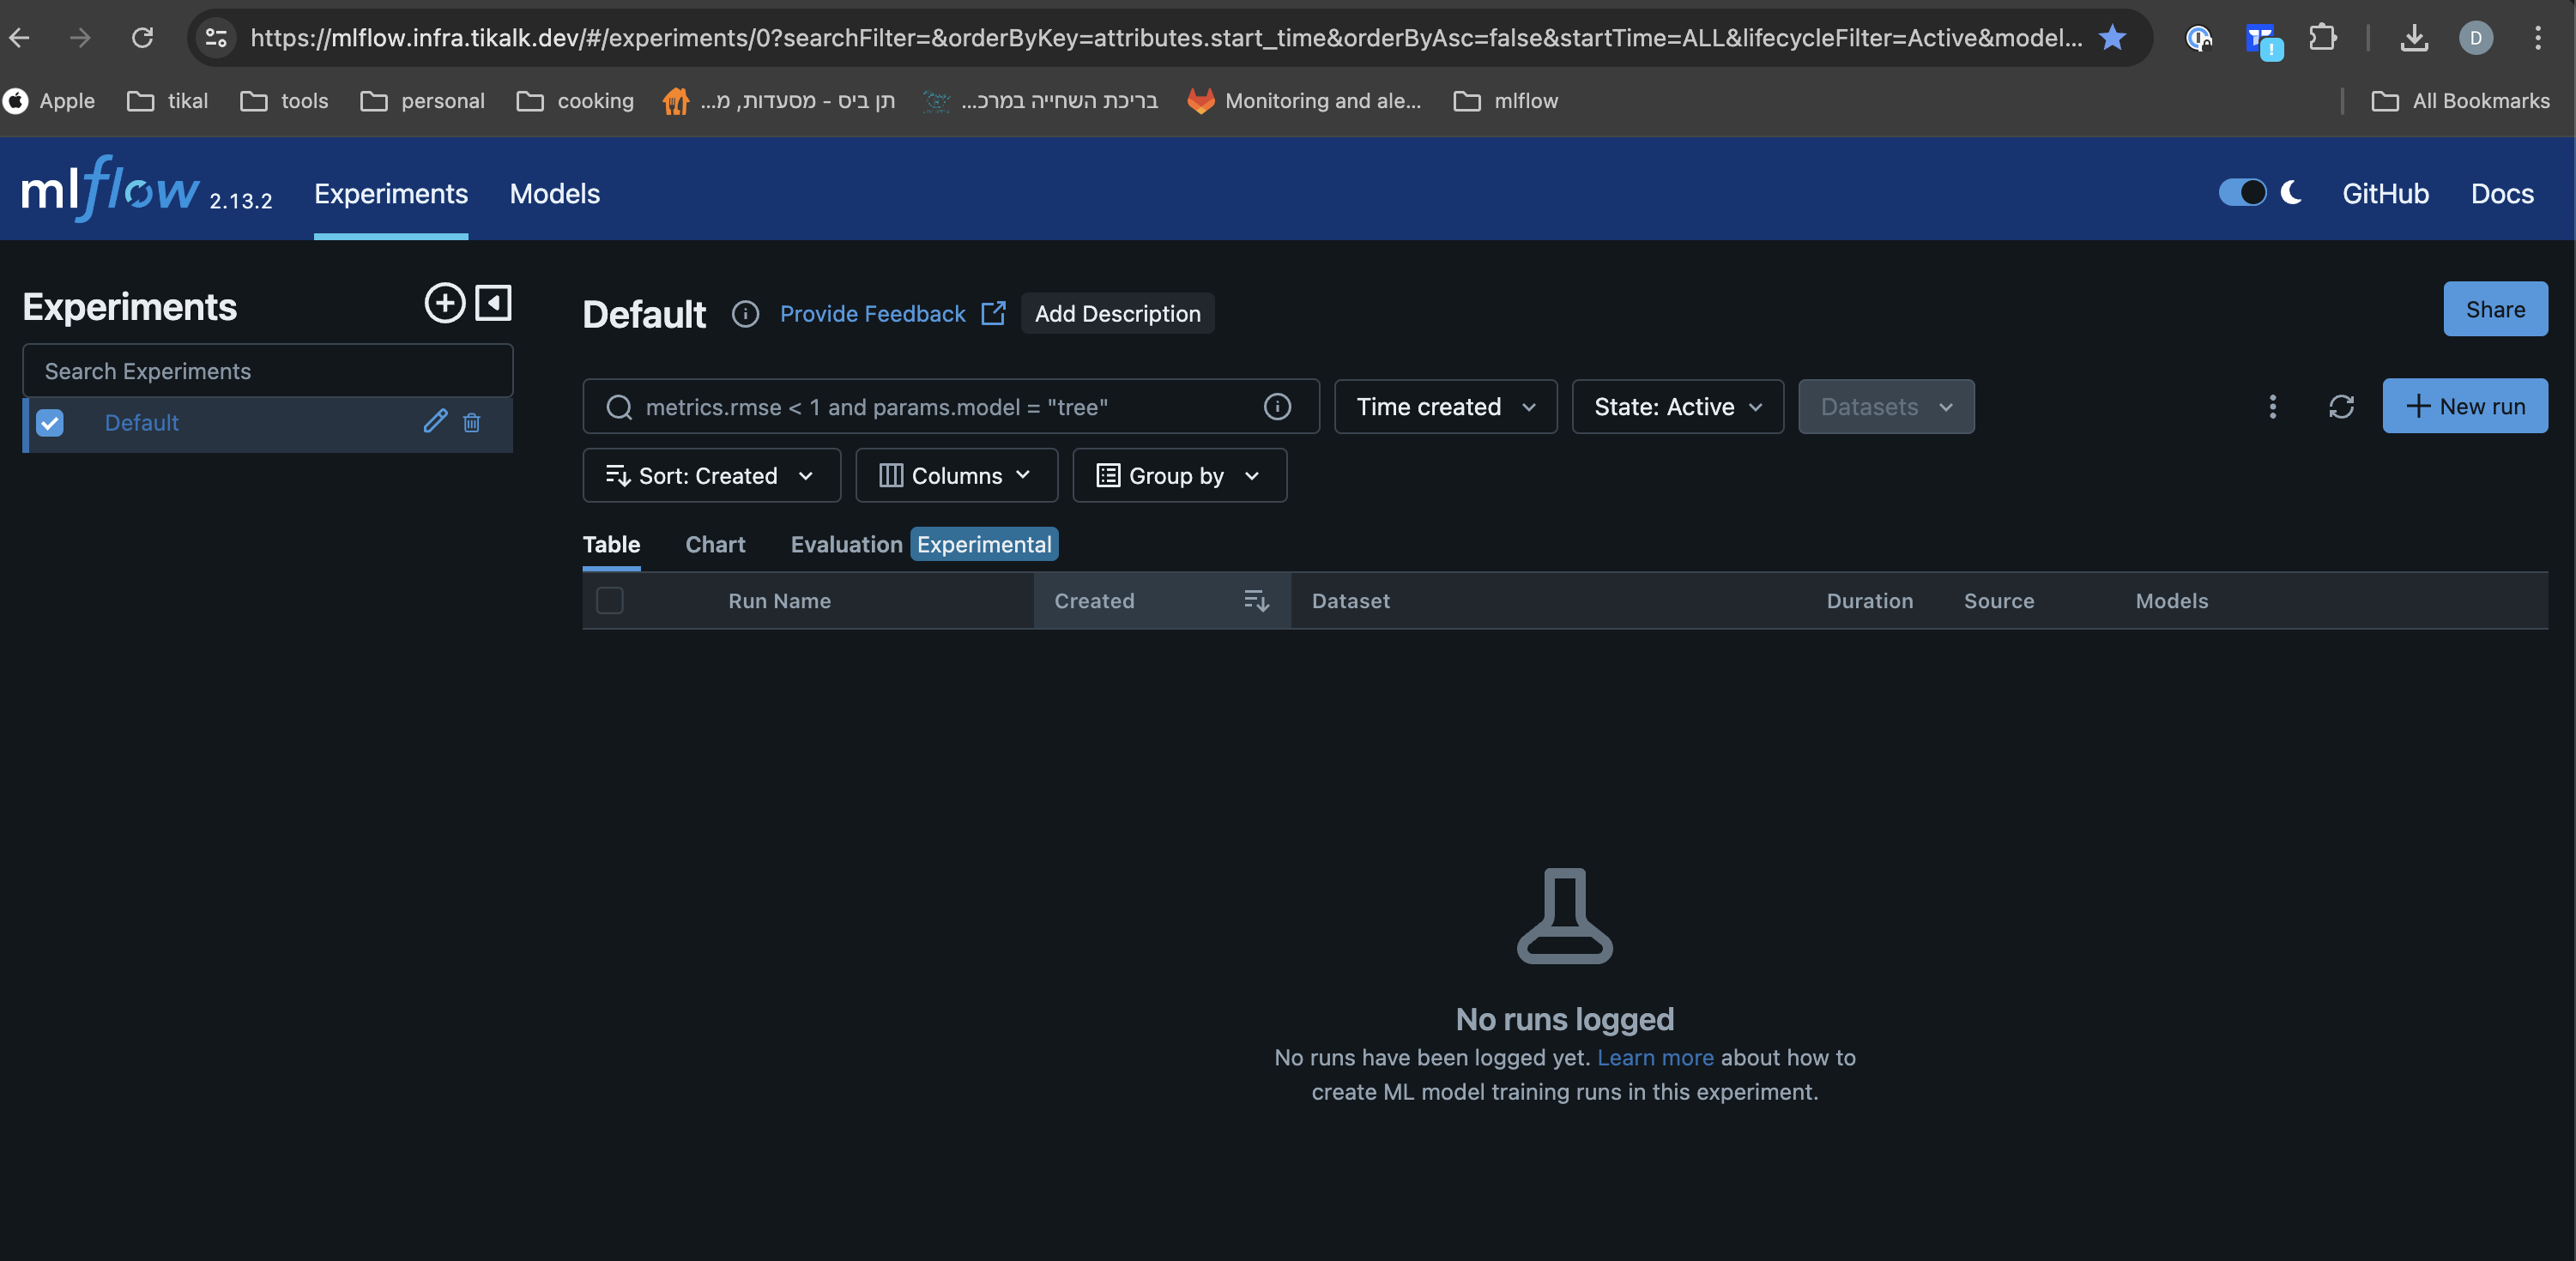 https://mlflow.infra.tikalk.dev/#/experiments/0?searchFilter=&orderByKey=attributes.start_time&orderByAsc=false&startTime=ALL&lifecycleFilter=Active&model...
D
Apple tikal tools personal cooking תן ביס - מסעדות, מ... בריכת השחייה במרכ... Monitoring and ale... mlflow All Bookmarks
mlflow 2.13.2 Experiments Models GitHub Docs
Experiments
Search Experiments
Default
Default Provide Feedback Add Description Share
metrics.rmse < 1 and params.model = "tree" Time created State: Active Datasets New run
Sort: Created Columns Group by
Table Chart Evaluation Experimental
Run Name Created Dataset Duration Source Models
No runs logged
No runs have been logged yet. Learn more about how to
create ML model training runs in this experiment.